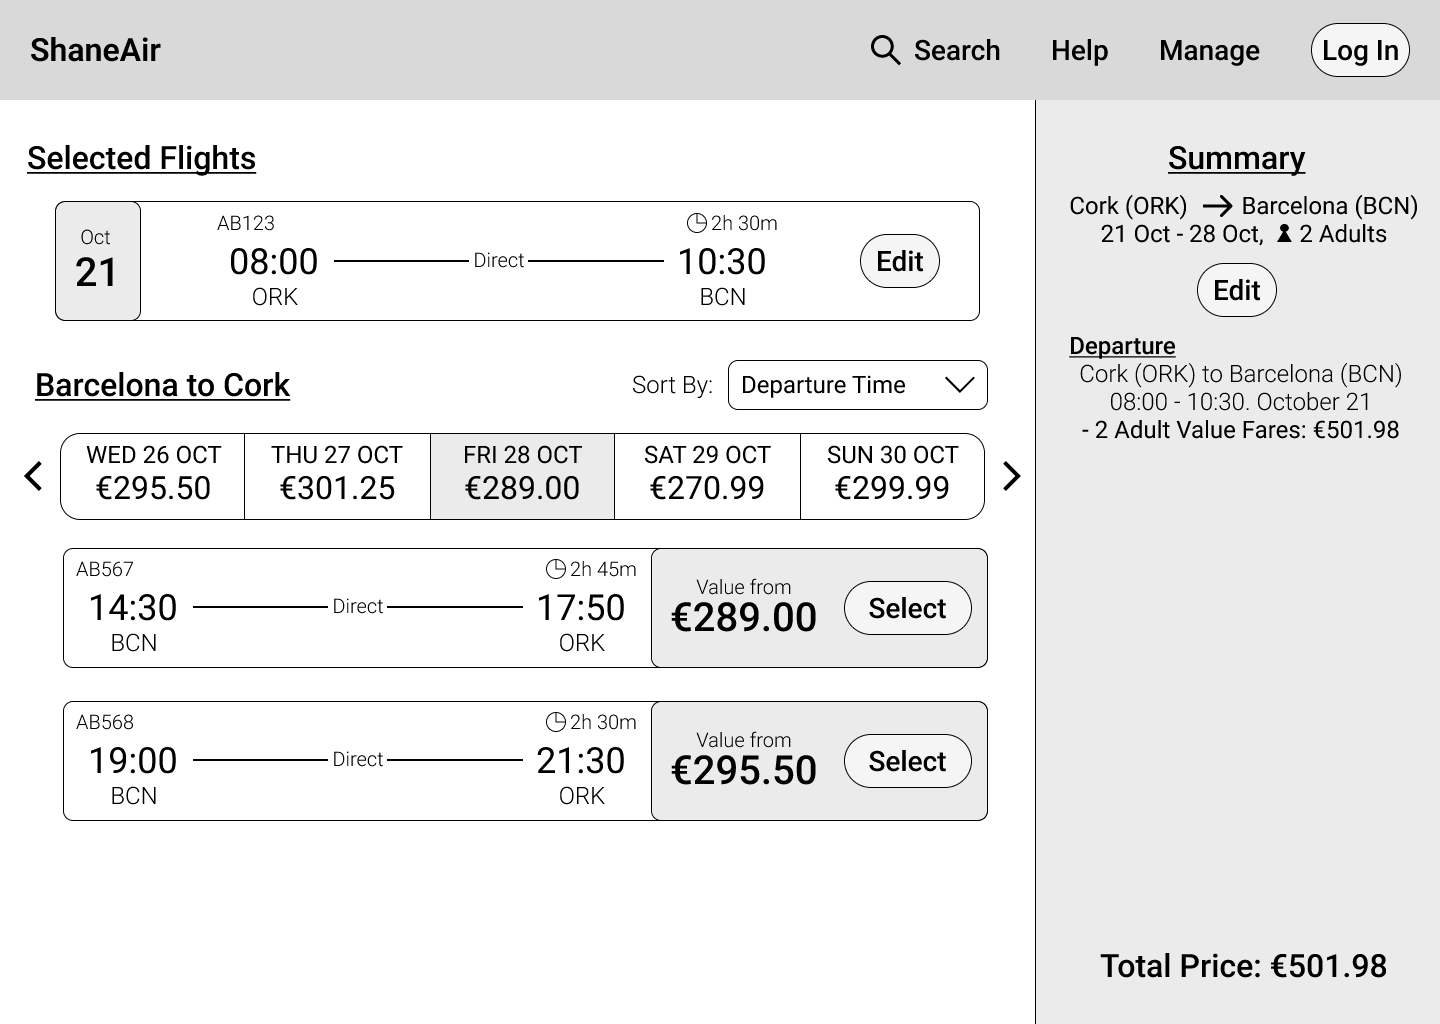 ShaneAir
Search
Help
Manage
Log In
Selected Flights
Oct
21
AB123
2h 30m
08:00
Direct
10:30
ORK
BCN
Edit
Barcelona to Cork
Sort By:
Departure Time
WED 26 OCT
€295.50
THU 27 OCT
€301.25
FRI 28 OCT
€289.00
SAT 29 OCT
€270.99
SUN 30 OCT
€299.99
AB567
2h 45m
14:30
Direct
17:50
BCN
ORK
Value from
€289.00
Select
AB568
2h 30m
19:00
Direct
21:30
BCN
ORK
Value from
€295.50
Select
Summary
Cork (ORK) → Barcelona (BCN)
21 Oct - 28 Oct, 2 Adults
Edit
Departure
Cork (ORK) to Barcelona (BCN)
08:00 - 10:30. October 21
- 2 Adult Value Fares: €501.98
Total Price: €501.98